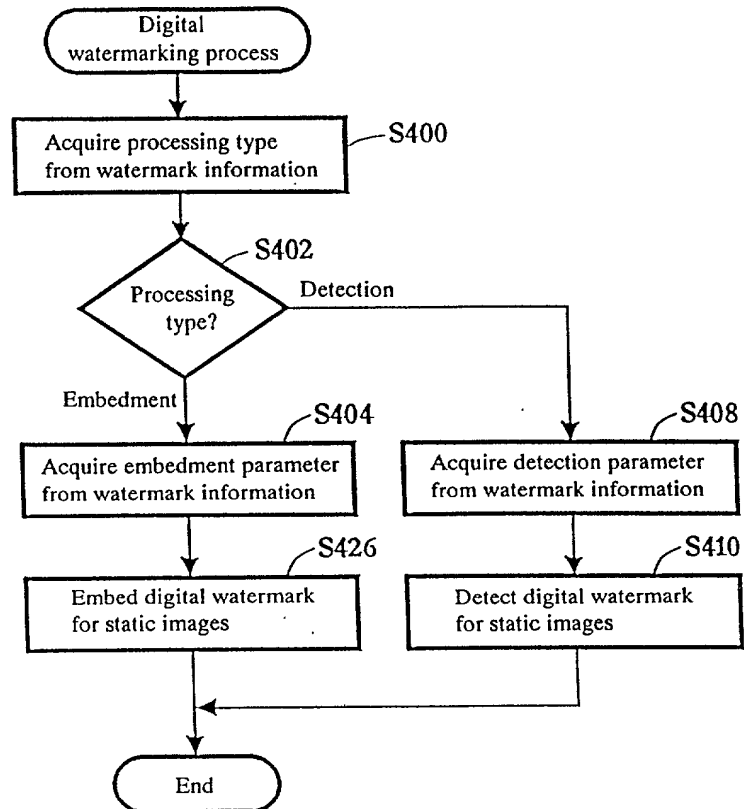 Digital
watermarking process
Acquire processing type
from watermark information
S400
S402
Processing
type?
Detection
Embedment
S404
Acquire embedment parameter
from watermark information
S408
Acquire detection parameter
from watermark information
S426
Embed digital watermark
for static images
S410
Detect digital watermark
for static images
End